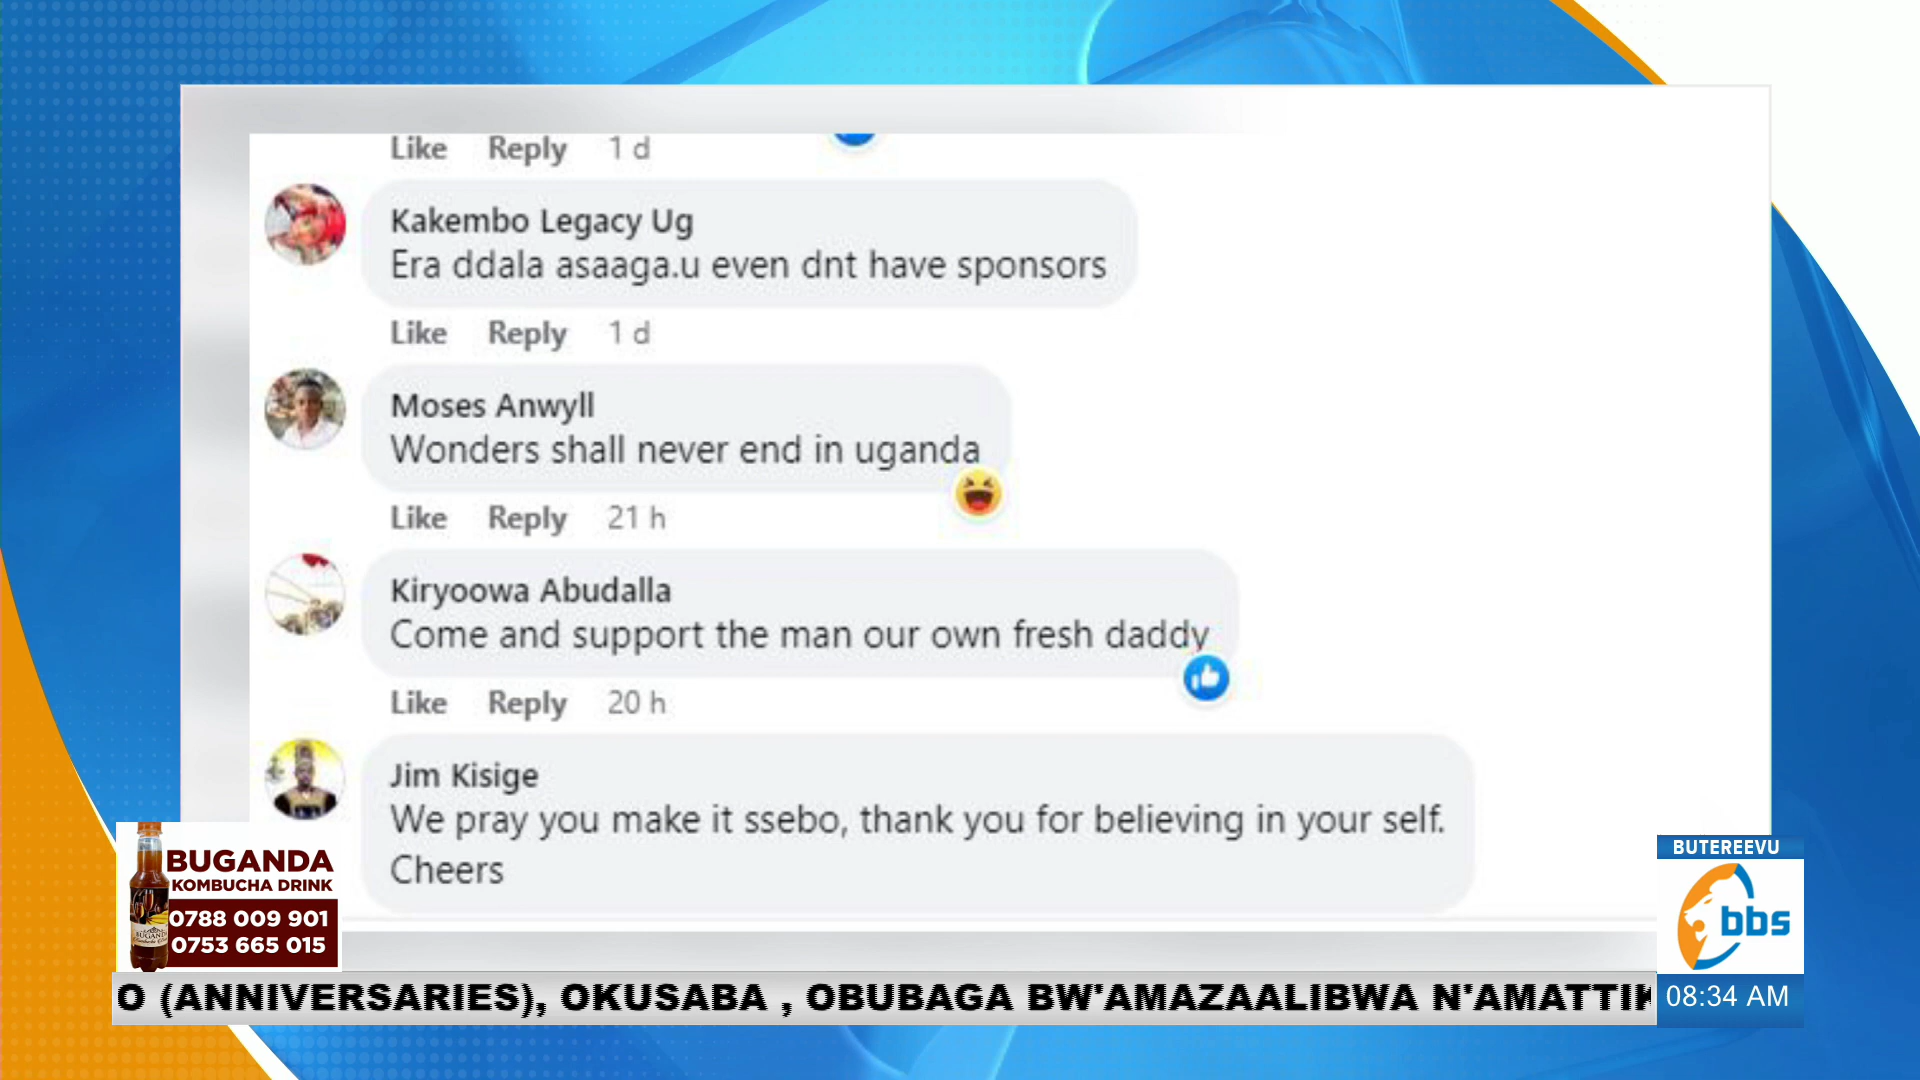 Like Reply 1 d
Kakembo Legacy Ug
Era ddala asaaga.u even dnt have sponsors
Like Reply 1 d
Moses Anwyll
Wonders shall never end in uganda
Like Reply 21 h
Kiryoowa Abudalla
Come and support the man our own fresh daddy
Like Reply 20 h
Jim Kisige
We pray you make it ssebo, thank you for believing in your self.
Cheers
BUGANDA
KOMBUCHA DRINK
0788 009 901
0753 665 015
BUTEREEVU
bbs
O (ANNIVERSARIES), OKUSABA , OBUBAGA BW'AMAZAALIBWA N'AMATTIK
08:34 AM